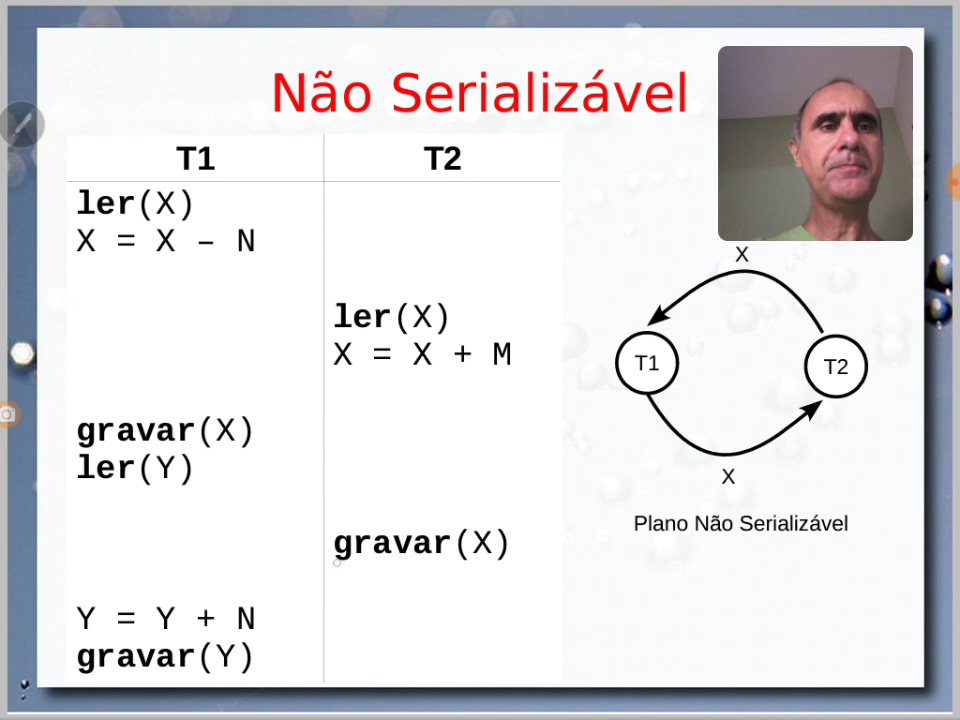 Não Serializável
T1 T2
ler(X)
X = X – N
ler(X)
X = X + M
gravar(X)
ler(Y)
gravar(X)
Y = Y + N
gravar(Y)
X
T1 T2
X
Plano Não Serializável